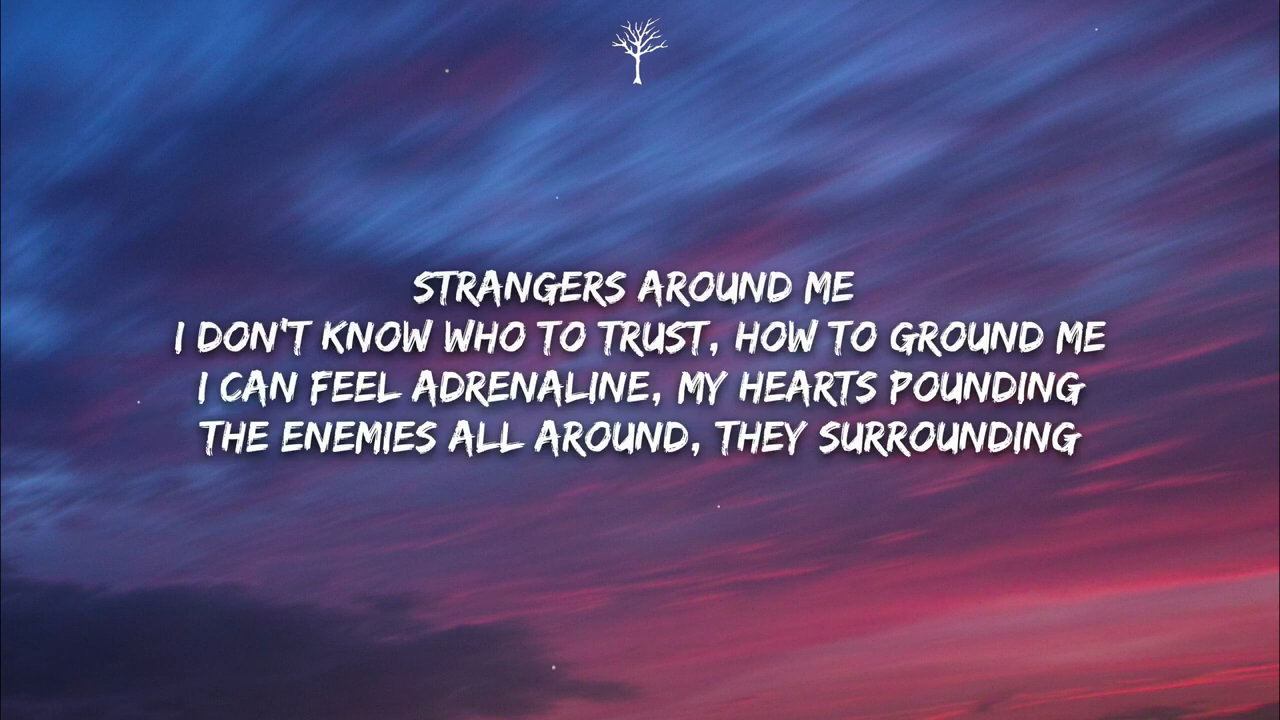 STRANGERS AROUND ME
I DON'T KNOW WHO TO TRUST, HOW TO GROUND ME
I CAN FEEL ADRENALINE, MY HEARTS POUNDING
THE ENEMIES ALL AROUND, THEY SURROUNDING